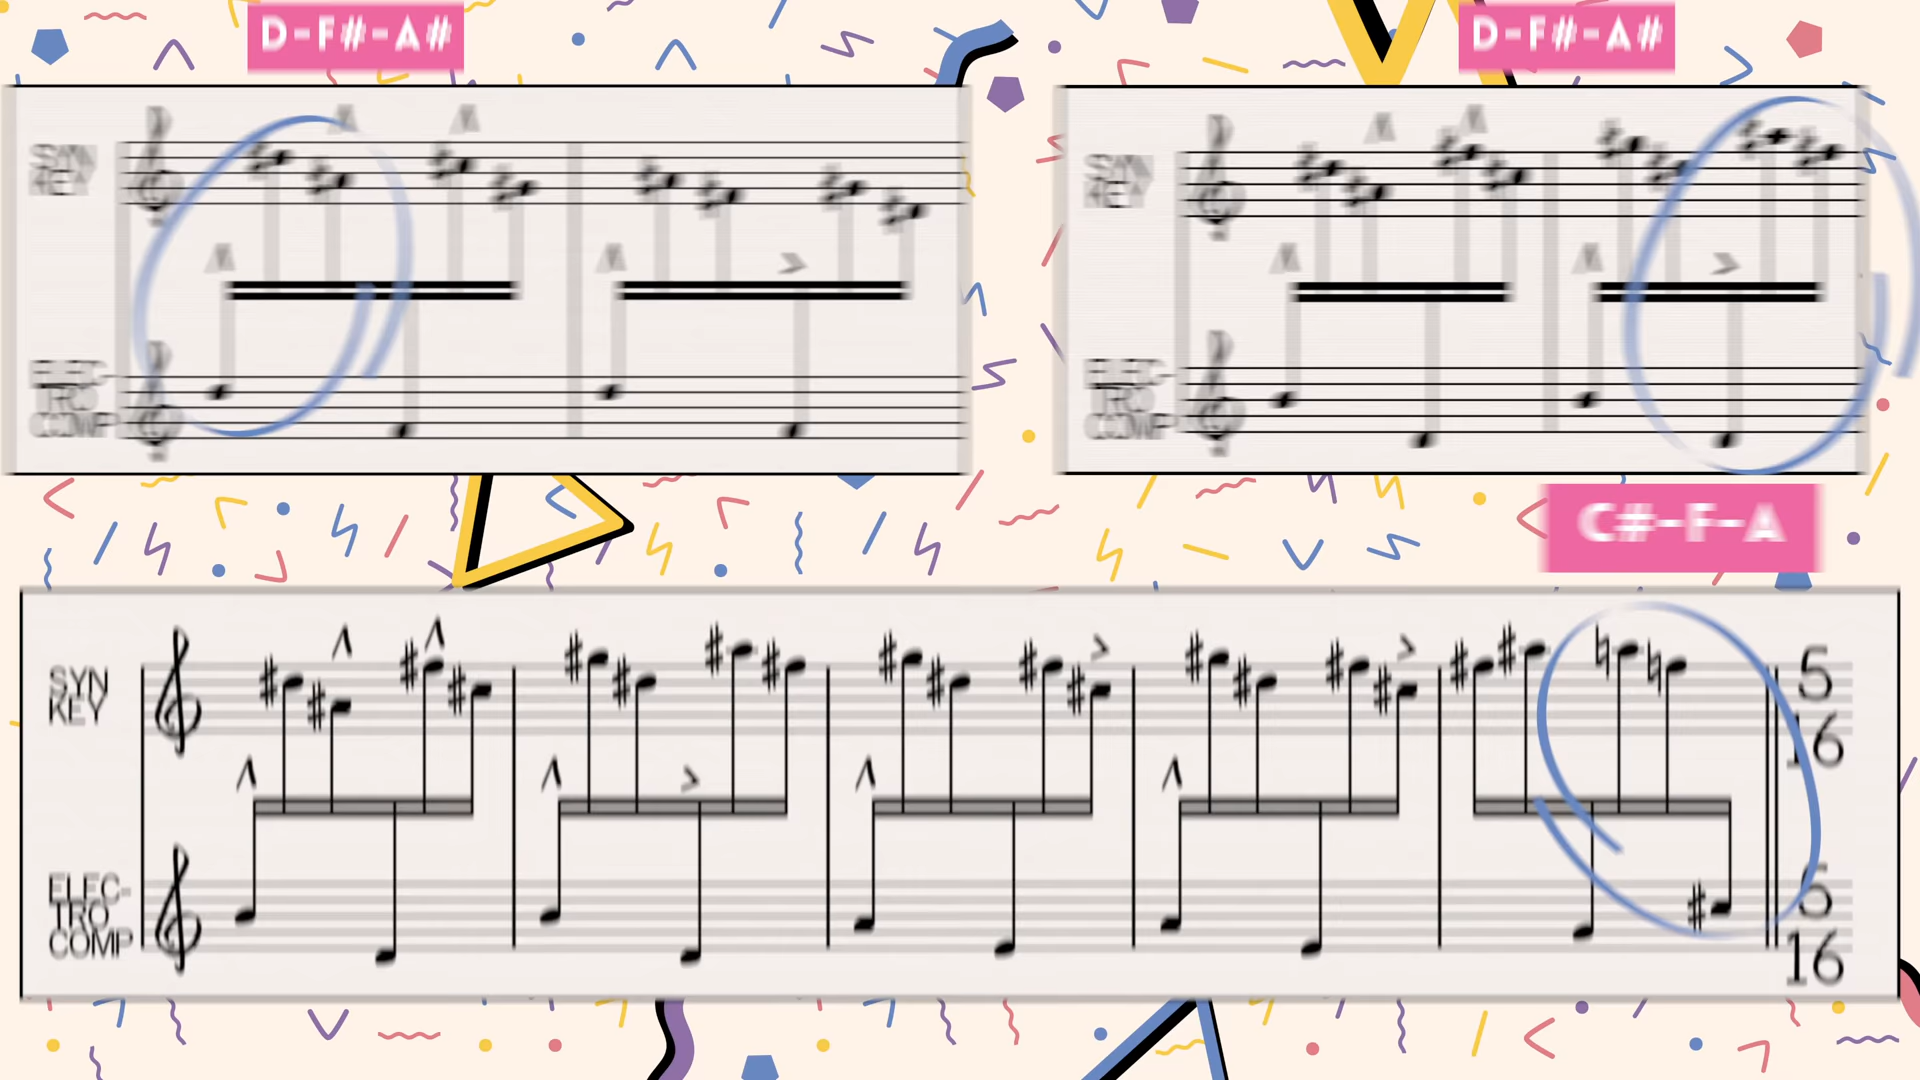 D-F#-A#
D-F#-A#
SYN
KEY
ELEC-
TRO
COMP
SYN
KEY
ELEC-
TRO
COMP
C#-F-A
SYN
KEY
5
16
ELEC-
TRO
COMP
6
16